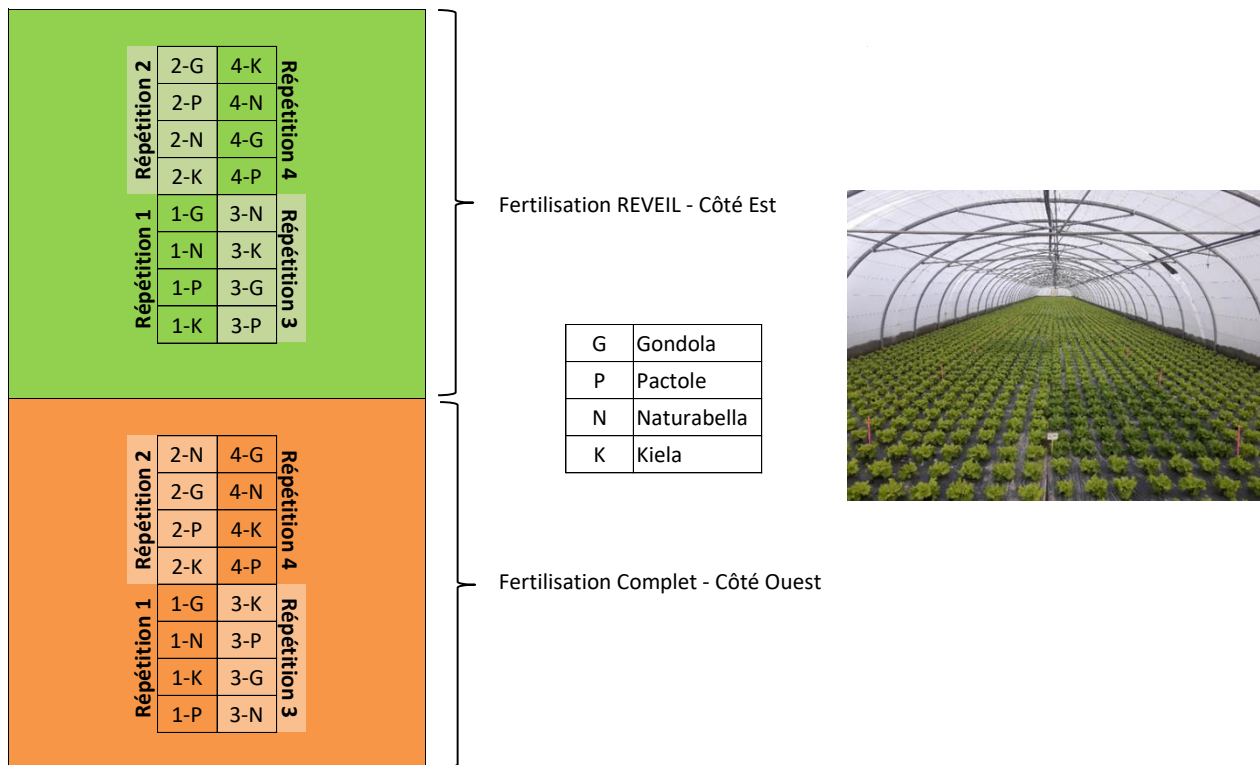 Répétition 2
2-G 4-K
2-P 4-N
2-N 4-G
2-K 4-P
Répétition 4
Répétition 1
1-G 3-N
1-N 3-K
1-P 3-G
1-K 3-P
Répétition 3
Fertilisation REVEIL - Côté Est
G Gondola
P Pactole
N Naturabella
K Kiela
Répétition 2
2-N 4-G
2-G 4-N
2-P 4-K
2-K 4-P
Répétition 4
Répétition 1
1-G 3-K
1-N 3-P
1-K 3-G
1-P 3-N
Répétition 3
Fertilisation Complet - Côté Ouest